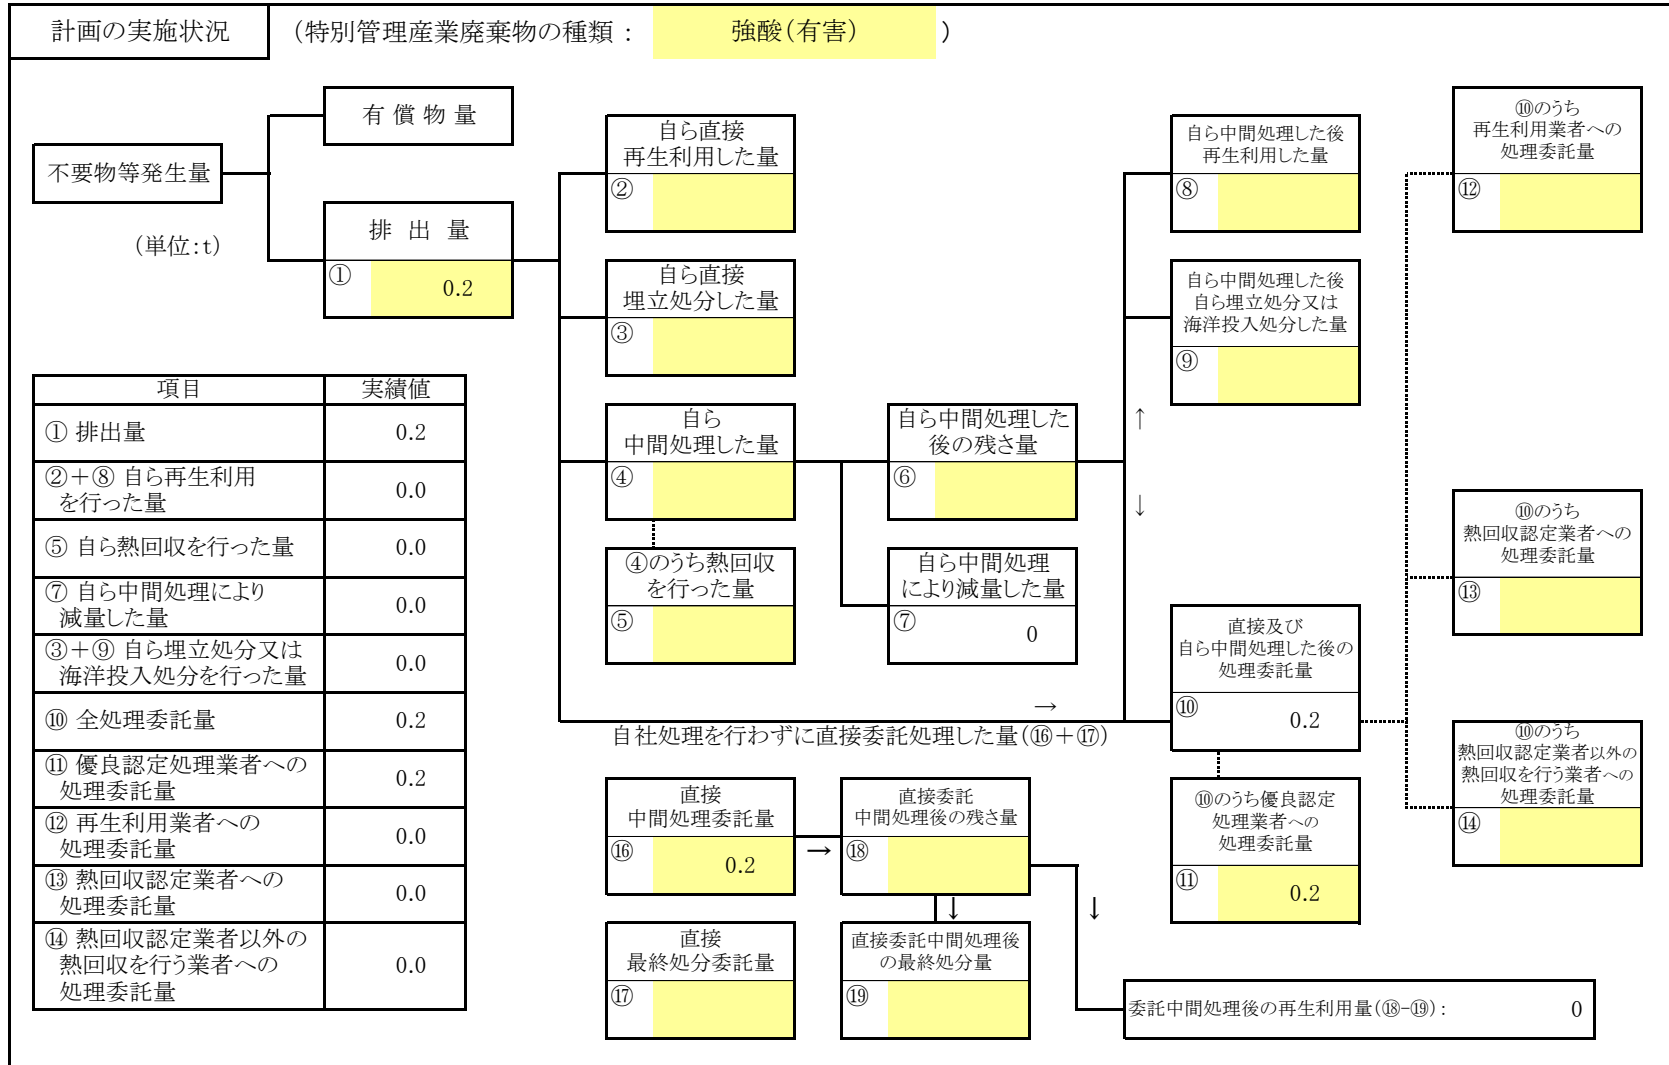 計画の実施状況 (特別管理産業廃棄物の種類： 強酸(有害) )
有 償 物 量
不要物等発生量
(単位:t)
排 出 量
① 0.2
自ら直接
再生利用した量
②
自ら直接
埋立処分した量
③
自ら
中間処理した量
④
④のうち熱回収
を行った量
⑤
自ら中間処理した
後の残さ量
⑥
自ら中間処理
により減量した量
⑦ 0
自ら中間処理した後
再生利用した量
⑧
自ら中間処理した後
自ら埋立処分又は
海洋投入処分した量
⑨
↑
↓
→
直接及び
自ら中間処理した後の
処理委託量
⑩ 0.2
⑩のうち優良認定
処理業者への
処理委託量
⑪ 0.2
⑩のうち
再生利用業者への
処理委託量
⑫
⑩のうち
熱回収認定業者への
処理委託量
⑬
⑩のうち
熱回収認定業者以外の
熱回収を行う業者への
処理委託量
⑭
自社処理を行わずに直接委託処理した量(⑯＋⑰)
直接
中間処理委託量
⑯ 0.2
→
直接委託
中間処理後の残さ量
⑱
↓
↓
直接
最終処分委託量
⑰
直接委託中間処理後
の最終処分量
⑲
委託中間処理後の再生利用量(⑱-⑲)： 0
項目 実績値
① 排出量 0.2
②＋⑧ 自ら再生利用
を行った量 0.0
⑤ 自ら熱回収を行った量 0.0
⑦ 自ら中間処理により
減量した量 0.0
③＋⑨ 自ら埋立処分又は
海洋投入処分を行った量 0.0
⑩ 全処理委託量 0.2
⑪ 優良認定処理業者への
処理委託量 0.2
⑫ 再生利用業者への
処理委託量 0.0
⑬ 熱回収認定業者への
処理委託量 0.0
⑭ 熱回収認定業者以外の
熱回収を行う業者への
処理委託量 0.0